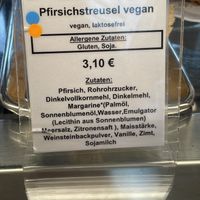 Pfirsichstreusel vegan
vegan, laktosefrei
Allergene Zutaten:
Gluten, Soja.
3,10 €
Zutaten:
Pfirsich, Rohrohrzucker,
Dinkelvollkornmehl, Dinkelmehl,
Margarine*(Palmöl,
Sonnenblumenöl,Wasser,Emulgator
(Lecithin aus Sonnenblumen)
Meersalz, Zitronensaft ), Maisstärke,
Weinsteinbackpulver, Vanille, Zimt,
Sojamilch